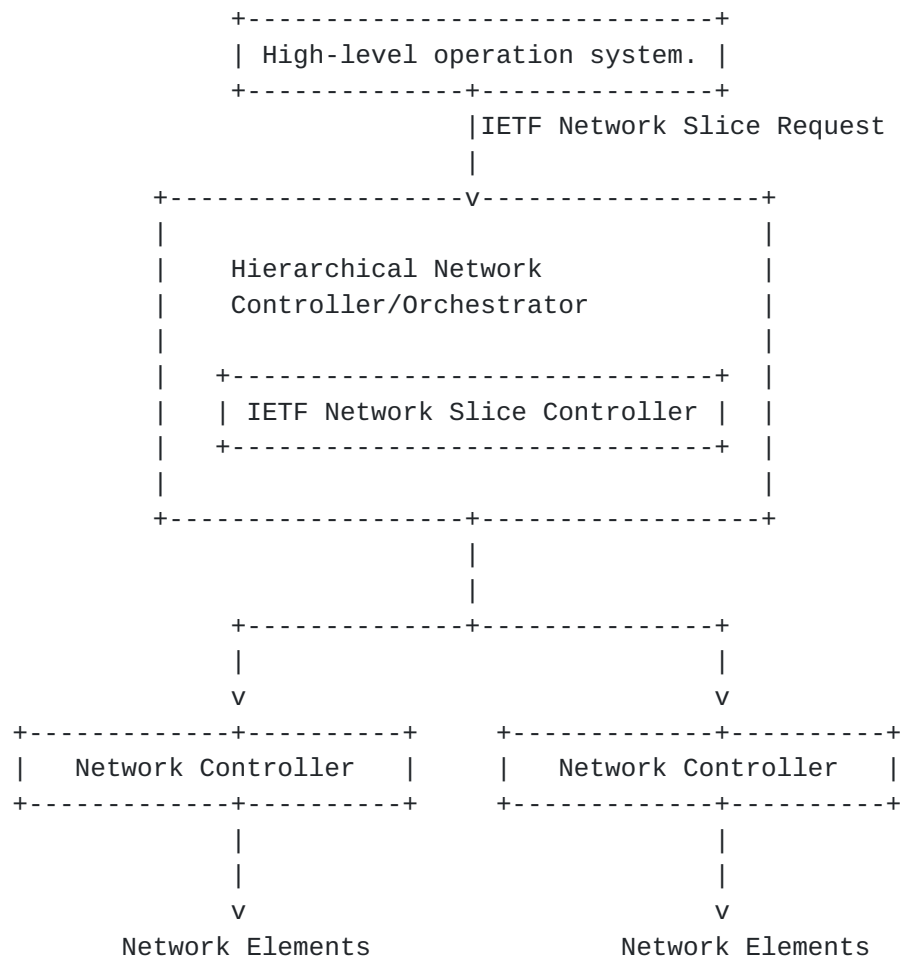 High-level operation system.
IETF Network Slice Request
Hierarchical Network
Controller/Orchestrator
IETF Network Slice Controller
Network Controller Network Controller
Network Elements Network Elements